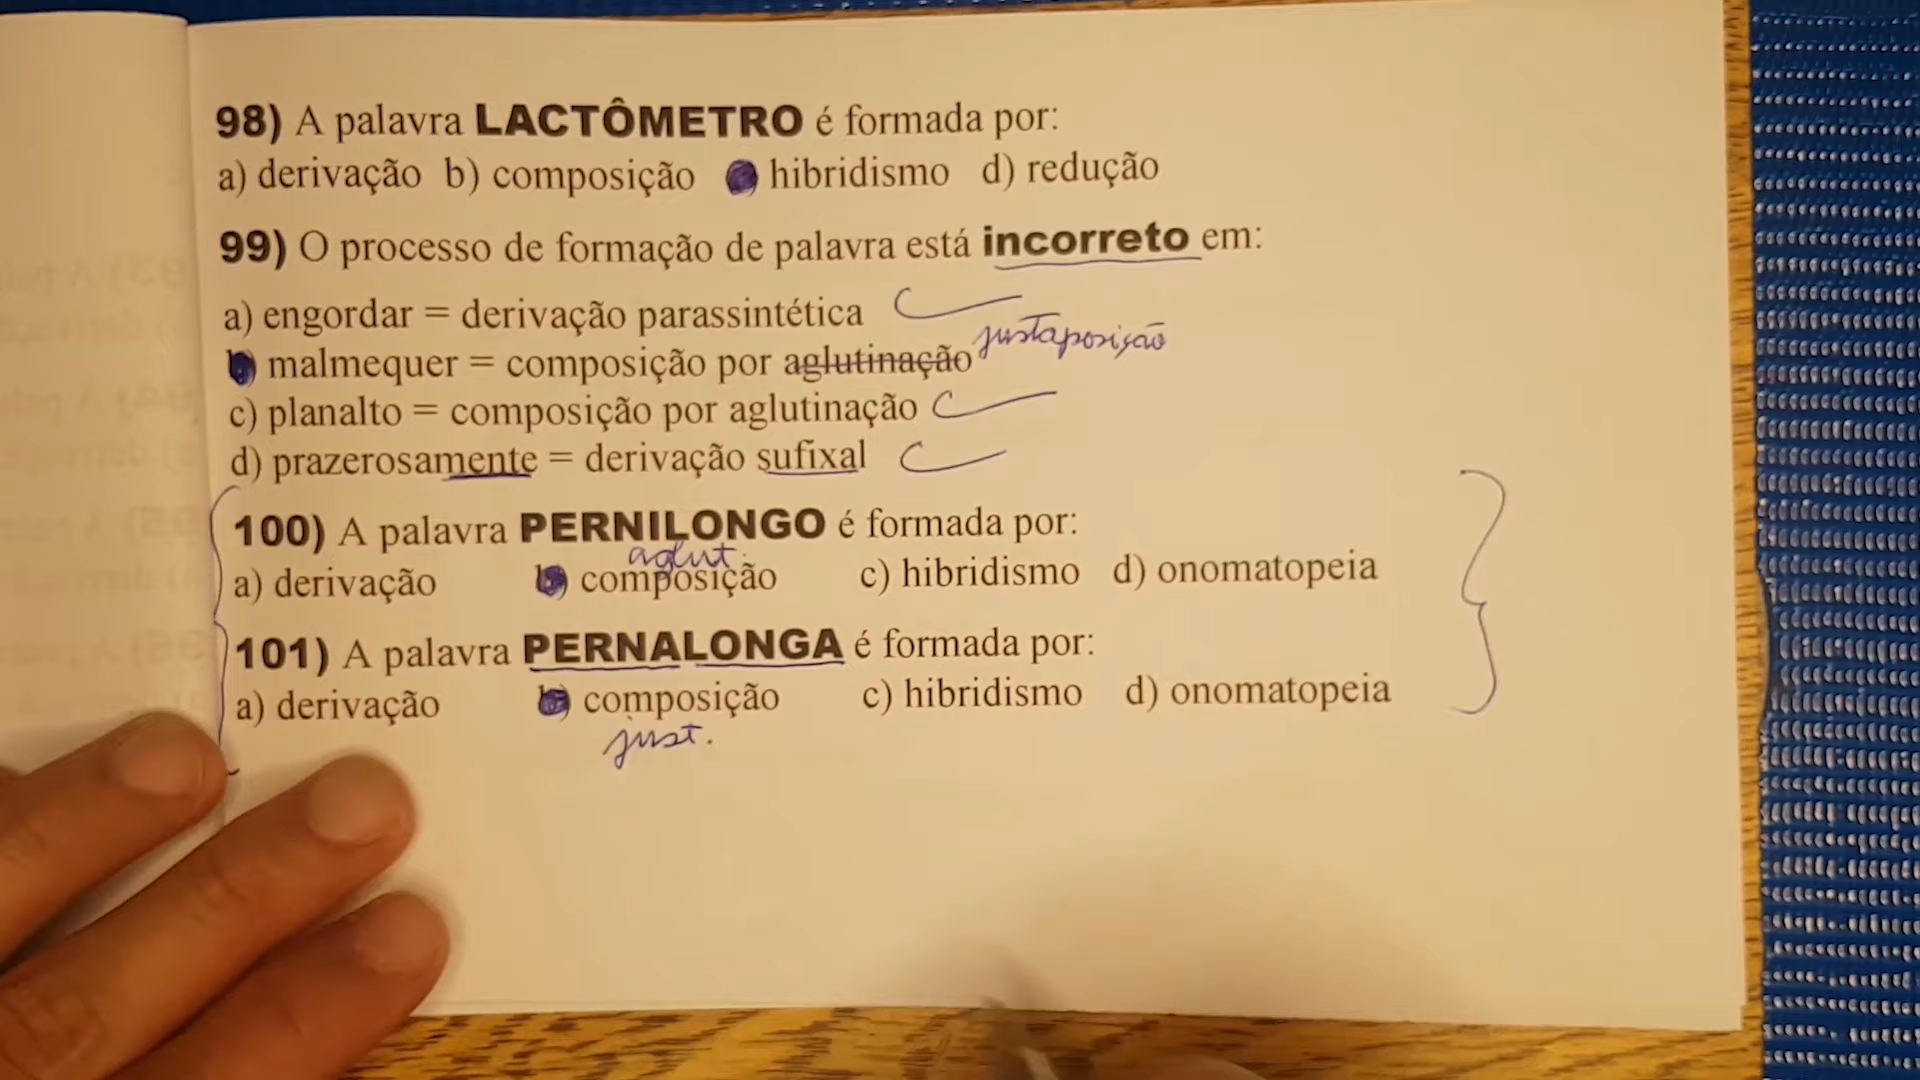 98) A palavra LACTÔMETRO é formada por:
a) derivação b) composição hibridismo d) redução
99) O processo de formação de palavra está incorreto em:
a) engordar = derivação parassintética
justaposição
b) malmequer = composição por aglutinação
c) planalto = composição por aglutinação
d) prazerosamente = derivação sufixal
100) A palavra PERNILONGO é formada por:
aglut.
a) derivação b) composição c) hibridismo d) onomatopeia
101) A palavra PERNALONGA é formada por:
a) derivação b) composição c) hibridismo d) onomatopeia
just.